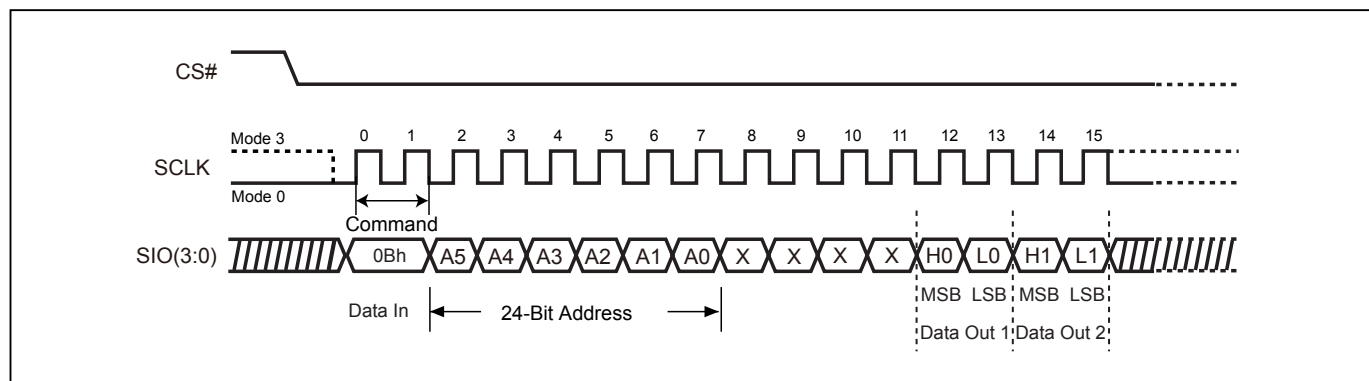 CS#
Mode 3
0 1 2 3 4 5 6 7 8 9 10 11 12 13 14 15
SCLK
Mode 0
Command
SIO(3:0)
0Bh A5 A4 A3 A2 A1 A0 X X X X H0 L0 H1 L1
MSB LSB MSB LSB
Data In 24-Bit Address
Data Out 1 Data Out 2